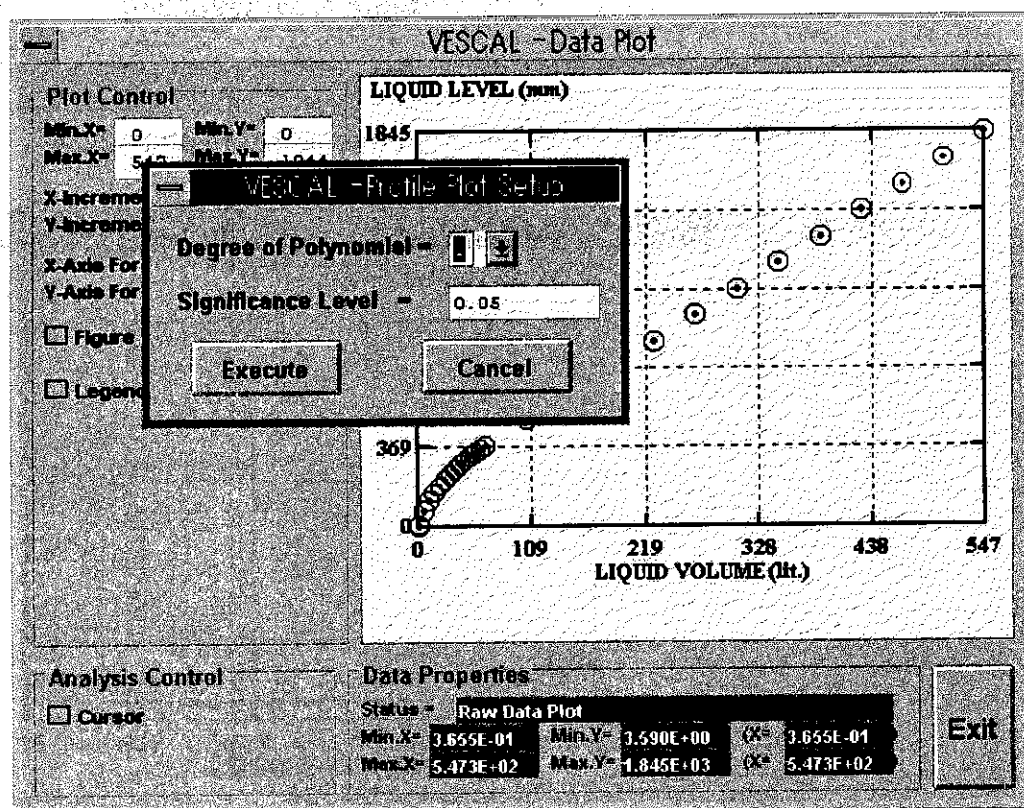 VESCAL - Data Plot
Plot Control
Min.X= 0 Min.Y= 0
Max.X= Max.Y=
X-Increme
Y-Increme
X-Axis For
Y-Axis For
Figure
Legend
VESCAL - Profile Plot Setup
Degree of Polynomial =
Significance Level = 0.05
Execute Cancel
LIQUID LEVEL (mm)
1845
369
0
0 109 219 328 438 547
LIQUID VOLUME (lit.)
Analysis Control
Cursor
Data Properties
Status = Raw Data Plot
Min.X= 3.655E-01 Min.Y= 3.590E+00 (X= 3.655E-01 )
Max.X= 5.473E+02 Max.Y= 1.845E+03 (X= 5.473E+02 )
Exit